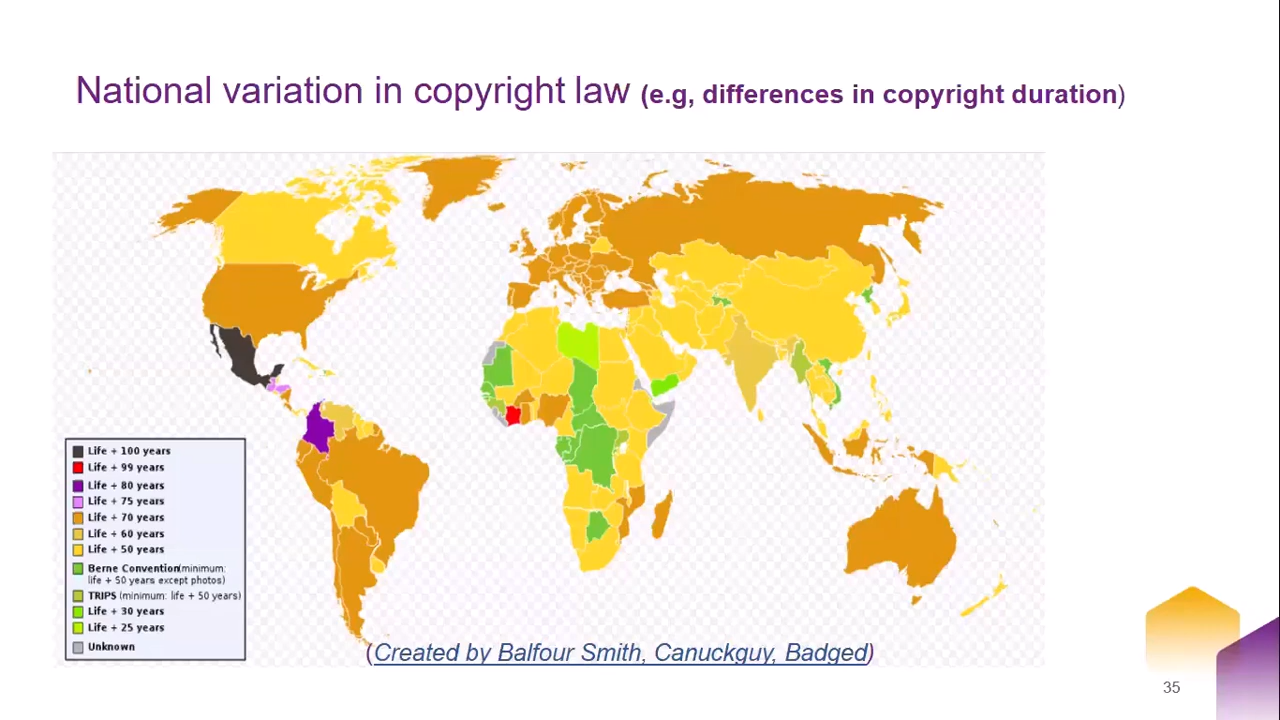 National variation in copyright law (e.g, differences in copyright duration)
Life + 100 years
Life + 99 years
Life + 80 years
Life + 75 years
Life + 70 years
Life + 60 years
Life + 50 years
Berne Convention(minimum:
life + 50 years except photos)
TRIPS (minimum: life + 50 years)
Life + 30 years
Life + 25 years
Unknown
(Created by Balfour Smith, Canuckguy, Badged)
35